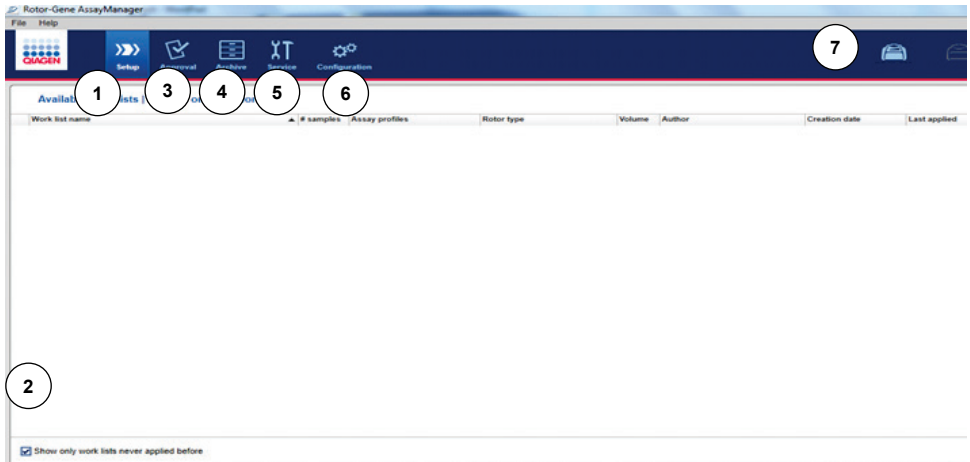 Rotor-Gene AssayManager
File Help
QIAGEN
Setup Approval Archive Service Configuration
7
1 3 4 5 6
Work list name # samples Assay profiles Rotor type Volume Author Creation date Last applied
2
Show only work lists never applied before